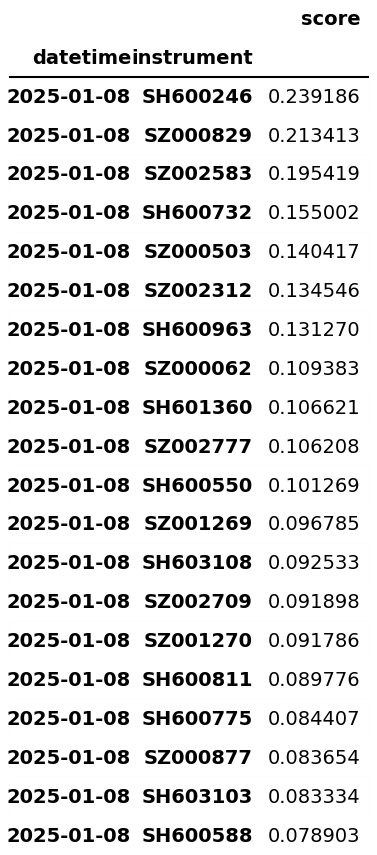 score
datetime instrument
2025-01-08 SH600246 0.239186
2025-01-08 SZ000829 0.213413
2025-01-08 SZ002583 0.195419
2025-01-08 SH600732 0.155002
2025-01-08 SZ000503 0.140417
2025-01-08 SZ002312 0.134546
2025-01-08 SH600963 0.131270
2025-01-08 SZ000062 0.109383
2025-01-08 SH601360 0.106621
2025-01-08 SZ002777 0.106208
2025-01-08 SH600550 0.101269
2025-01-08 SZ001269 0.096785
2025-01-08 SH603108 0.092533
2025-01-08 SZ002709 0.091898
2025-01-08 SZ001270 0.091786
2025-01-08 SH600811 0.089776
2025-01-08 SH600775 0.084407
2025-01-08 SZ000877 0.083654
2025-01-08 SH603103 0.083334
2025-01-08 SH600588 0.078903